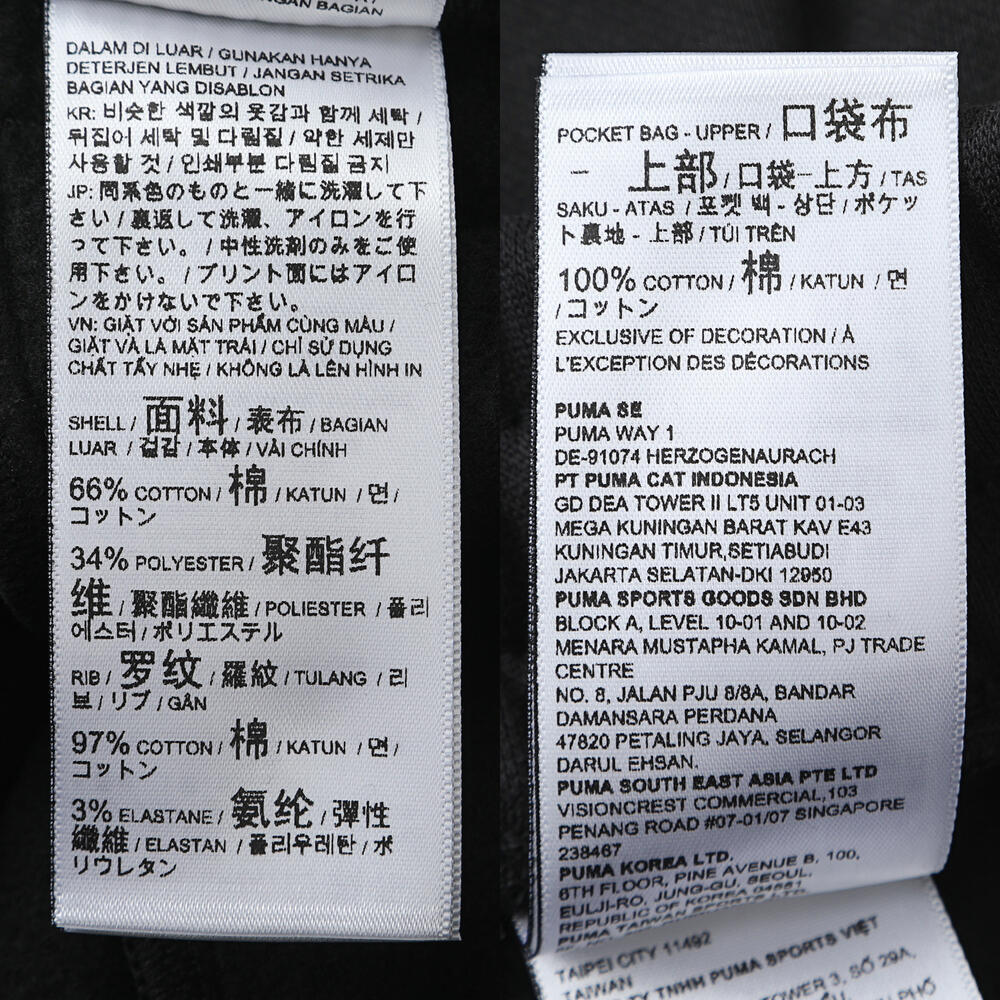 NGAN BAGIAN
DALAM DI LUAR / GUNAKAN HANYA
DETERJEN LEMBUT / JANGAN SETRIKA
BAGIAN YANG DISABLON
KR: 비슷한 색깔의 옷감과 함께 세탁 /
뒤집어 세탁 및 다림질 / 약한 세제만
사용할 것 / 인쇄부분 다림질 금지
JP: 同系色のものと一緒に洗濯して下
さい / 裏返して洗濯、アイロンを行
って下さい。 / 中性洗剤のみをご使
用下さい。 / プリント面にはアイロ
ンをかけないで下さい。
VN: GIẶT VỚI SẢN PHẨM CÙNG MÀU /
GIẶT VÀ LÀ MẶT TRÁI / CHỈ SỬ DỤNG
CHẤT TẨY NHẸ / KHÔNG LÀ LÊN HÌNH IN
SHELL / 面料 / 表布 / BAGIAN
LUAR / 겉감 / 本体 / VẢI CHÍNH
66% COTTON / 棉 / KATUN / 면 /
コットン
34% POLYESTER / 聚酯纤
维 / 聚酯纖維 / POLIESTER / 폴리
에스터 / ポリエステル
RIB / 罗纹 / 羅紋 / TULANG / 리
브 / リブ / GÂN
97% COTTON / 棉 / KATUN / 면 /
コットン
3% ELASTANE / 氨纶 / 彈性
纖維 / ELASTAN / 폴리우레탄 / ポ
リウレタン
POCKET BAG - UPPER / 口袋布
- 上部 / 口袋-上方 / TAS
SAKU - ATAS / 포켓 백 - 상단 / ポケッ
ト裏地 - 上部 / TÚI TRÊN
100% COTTON / 棉 / KATUN / 면
/ コットン
EXCLUSIVE OF DECORATION / À
L'EXCEPTION DES DÉCORATIONS
PUMA SE
PUMA WAY 1
DE-91074 HERZOGENAURACH
PT PUMA CAT INDONESIA
GD DEA TOWER II LT5 UNIT 01-03
MEGA KUNINGAN BARAT KAV E43
KUNINGAN TIMUR,SETIABUDI
JAKARTA SELATAN-DKI 12950
PUMA SPORTS GOODS SDN BHD
BLOCK A, LEVEL 10-01 AND 10-02
MENARA MUSTAPHA KAMAL, PJ TRADE
CENTRE
NO. 8, JALAN PJU 8/8A, BANDAR
DAMANSARA PERDANA
47820 PETALING JAYA, SELANGOR
DARUL EHSAN.
PUMA SOUTH EAST ASIA PTE LTD
VISIONCREST COMMERCIAL,103
PENANG ROAD #07-01/07 SINGAPORE
238467
PUMA KOREA LTD.
6TH FLOOR, PINE AVENUE B, 100,
EULJI-RO, JUNG-GU, SEOUL,
REPUBLIC OF KOREA 04551
PUMA TAIWAN SPORTS LTD
TAIPEI CITY 11492
TAIWAN
TY TNHH PUMA SPORTS VIỆT
TOWER 3, SỐ 29A,
PHỐ